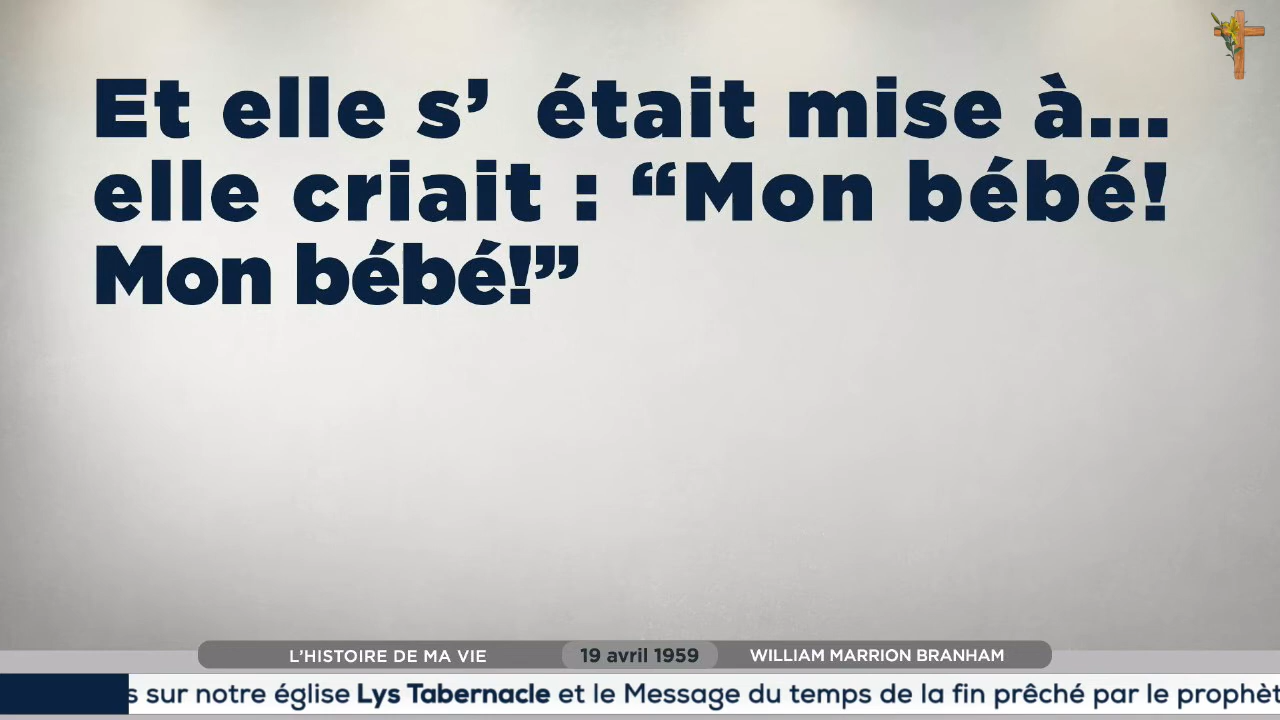 Et elle s’ était mise à...
elle criait : “Mon bébé!
Mon bébé!”
L’HISTOIRE DE MA VIE 19 avril 1959 WILLIAM MARRION BRANHAM
sur notre église Lys Tabernacle et le Message du temps de la fin prêché par le